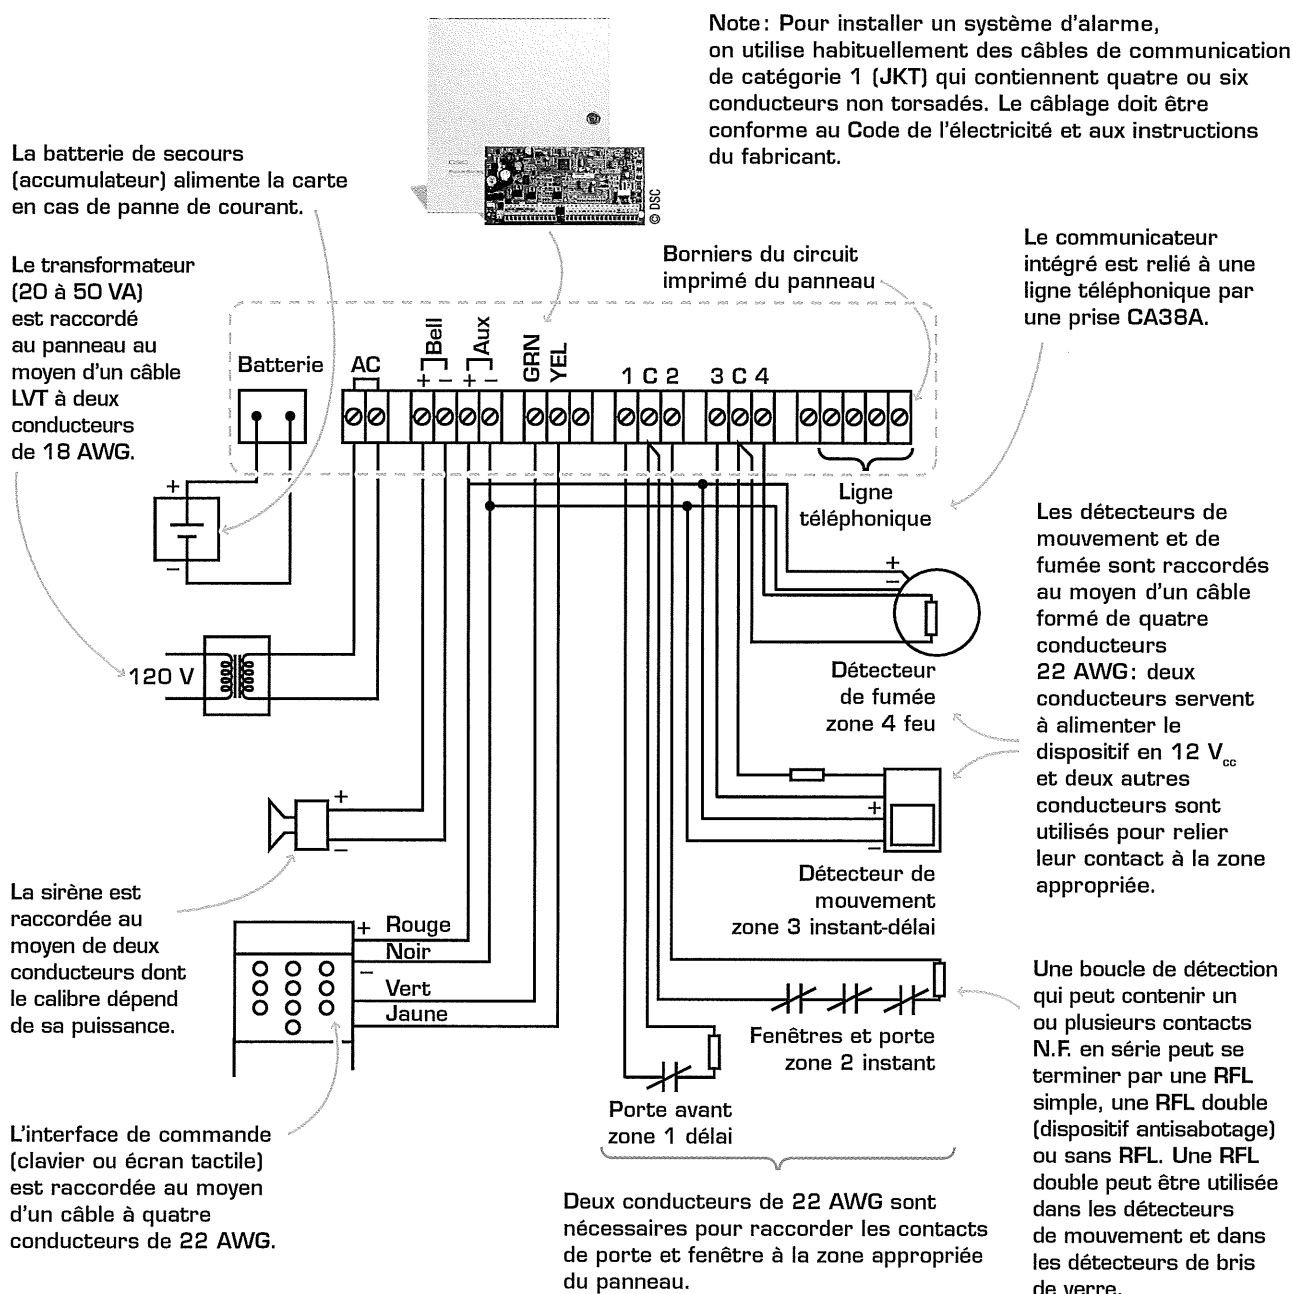 Note: Pour installer un système d'alarme,
on utilise habituellement des câbles de communication
de catégorie 1 (JKT) qui contiennent quatre ou six
conducteurs non torsadés. Le câblage doit être
conforme au Code de l'électricité et aux instructions
du fabricant.
La batterie de secours
(accumulateur) alimente la carte
en cas de panne de courant.
© DSC
Le transformateur
(20 à 50 VA)
est raccordé
au panneau au
moyen d'un câble
LVT à deux
conducteurs
de 18 AWG.
Borniers du circuit
imprimé du panneau
Le communicateur
intégré est relié à une
ligne téléphonique par
une prise CA38A.
Batterie
AC
Bell
+ −
Aux
+ −
GRN
YEL
1 C 2
3 C 4
Ligne
téléphonique
+
−
120 V
+
−
Détecteur
de fumée
zone 4 feu
Les détecteurs de
mouvement et de
fumée sont raccordés
au moyen d'un câble
formé de quatre
conducteurs
22 AWG: deux
conducteurs servent
à alimenter le
dispositif en 12 Vcc
et deux autres
conducteurs sont
utilisés pour relier
leur contact à la zone
appropriée.
+
−
+
−
Détecteur de
mouvement
zone 3 instant-délai
La sirène est
raccordée au
moyen de deux
conducteurs dont
le calibre dépend
de sa puissance.
+ Rouge
Noir
−
Vert
Jaune
Fenêtres et porte
zone 2 instant
Porte avant
zone 1 délai
Une boucle de détection
qui peut contenir un
ou plusieurs contacts
N.F. en série peut se
terminer par une RFL
simple, une RFL double
(dispositif antisabotage)
ou sans RFL. Une RFL
double peut être utilisée
dans les détecteurs
de mouvement et dans
les détecteurs de bris
de verre.
L'interface de commande
(clavier ou écran tactile)
est raccordée au moyen
d'un câble à quatre
conducteurs de 22 AWG.
Deux conducteurs de 22 AWG sont
nécessaires pour raccorder les contacts
de porte et fenêtre à la zone appropriée
du panneau.